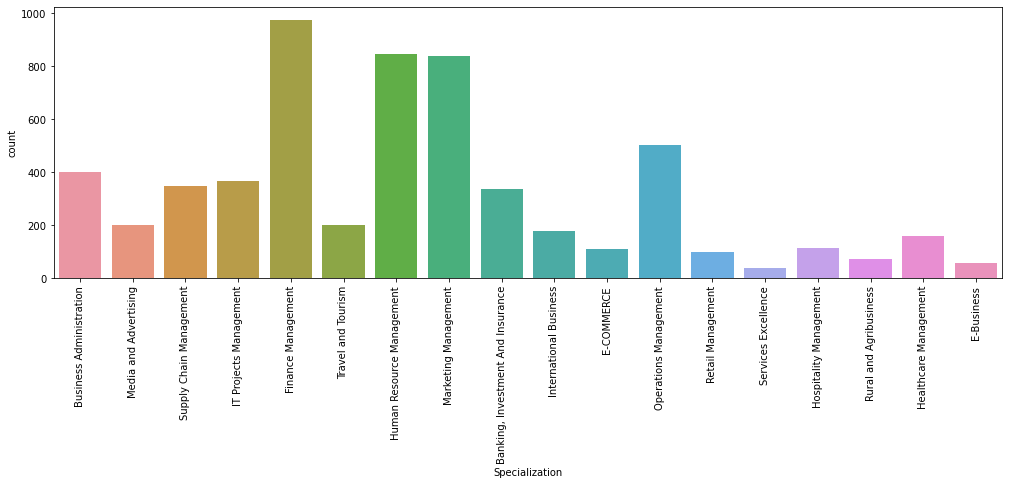 1000
800
600
400
200
0
count
Business Administration
Media and Advertising
Supply Chain Management
IT Projects Management
Finance Management
Travel and Tourism
Human Resource Management
Marketing Management
Banking, Investment And Insurance
International Business
E-COMMERCE
Operations Management
Retail Management
Services Excellence
Hospitality Management
Rural and Agribusiness
Healthcare Management
E-Business
Specialization